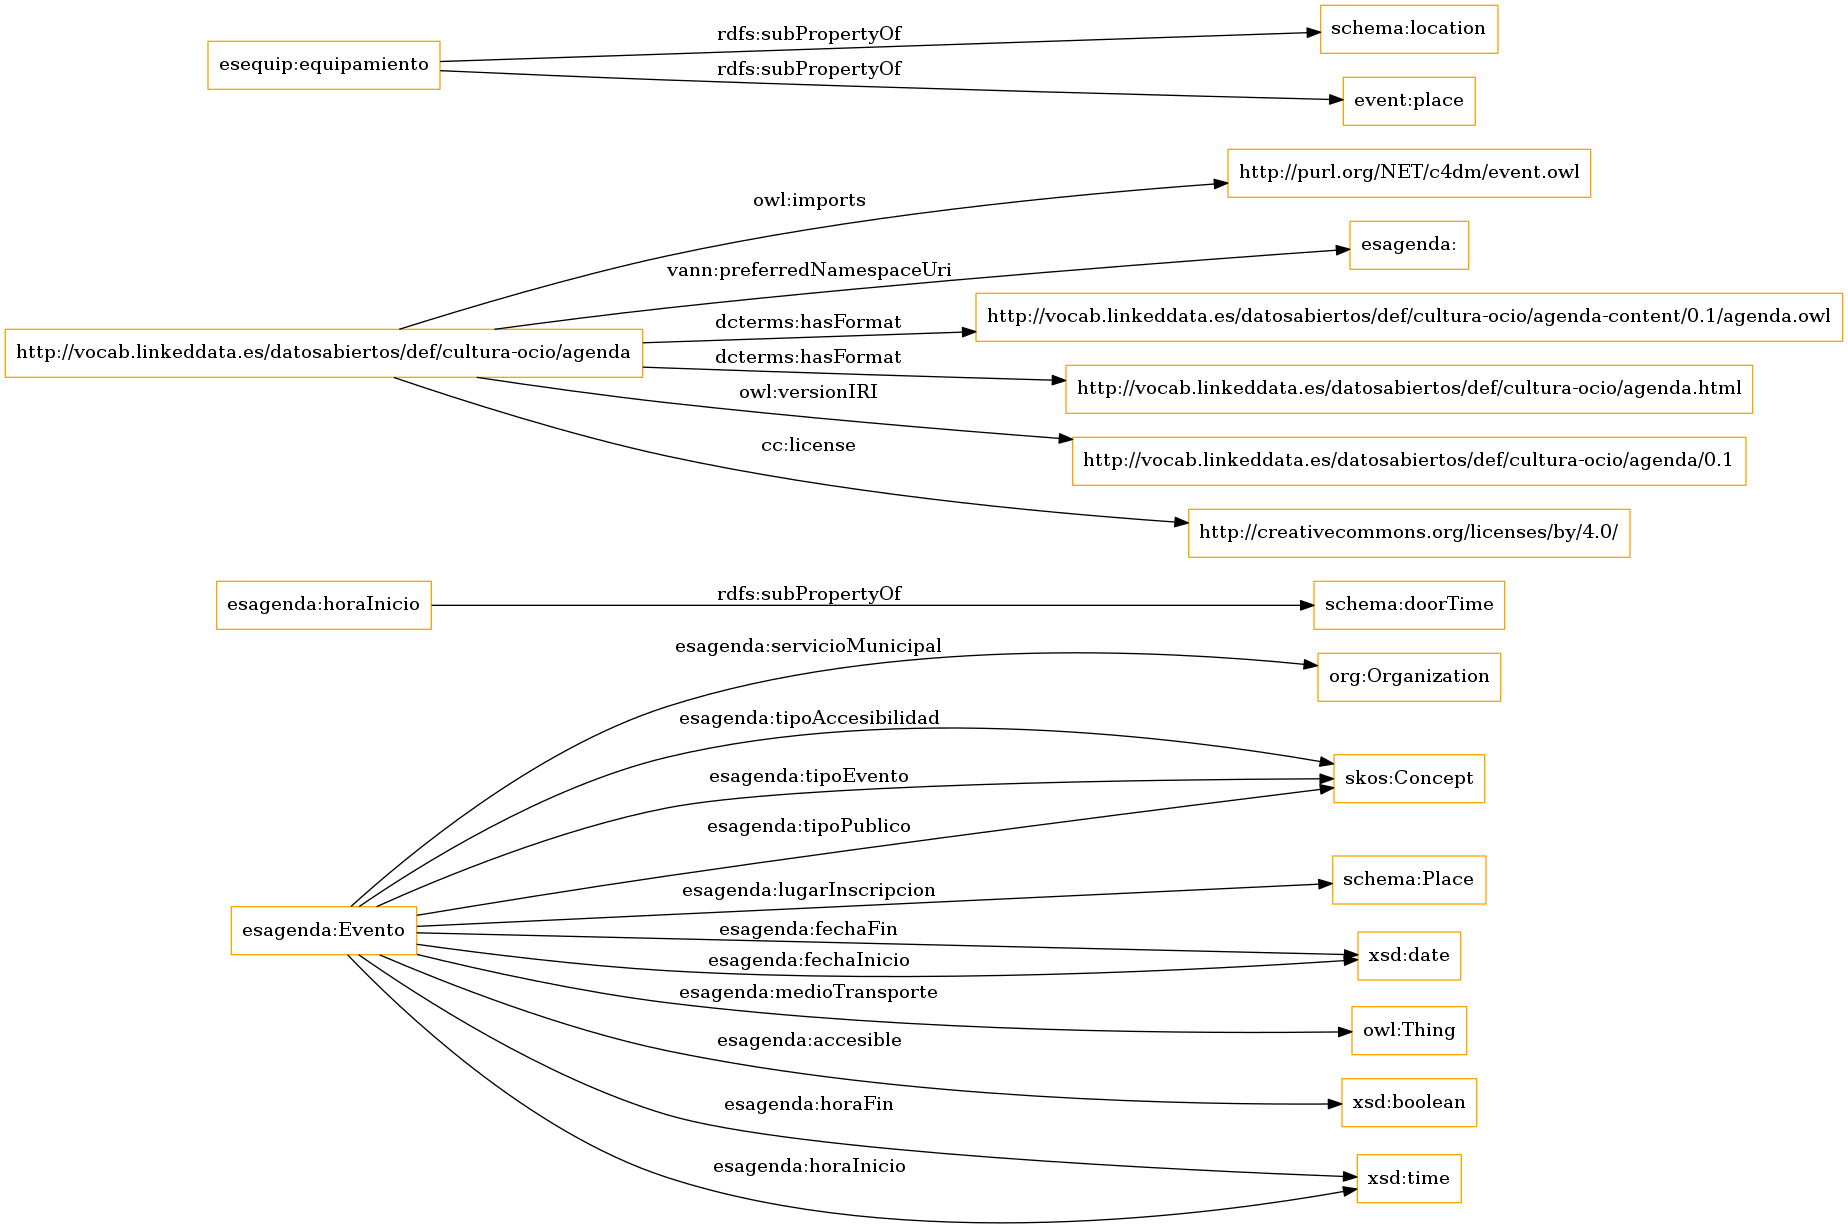 rdfs:subPropertyOf
schema:location
esequip:equipamiento
rdfs:subPropertyOf
event:place
http://purl.org/NET/c4dm/event.owl
owl:imports
esagenda:
vann:preferredNamespaceUri
dcterms:hasFormat
http://vocab.linkeddata.es/datosabiertos/def/cultura-ocio/agenda-content/0.1/agenda.owl
http://vocab.linkeddata.es/datosabiertos/def/cultura-ocio/agenda
dcterms:hasFormat
http://vocab.linkeddata.es/datosabiertos/def/cultura-ocio/agenda.html
owl:versionIRI
cc:license
http://vocab.linkeddata.es/datosabiertos/def/cultura-ocio/agenda/0.1
http://creativecommons.org/licenses/by/4.0/
esagenda:horaInicio
rdfs:subPropertyOf
schema:doorTime
esagenda:servicioMunicipal
org:Organization
esagenda:tipoAccesibilidad
esagenda:tipoEvento
skos:Concept
esagenda:tipoPublico
esagenda:lugarInscripcion
schema:Place
esagenda:Evento
esagenda:fechaFin
esagenda:fechaInicio
xsd:date
esagenda:medioTransporte
owl:Thing
esagenda:accesible
xsd:boolean
esagenda:horaFin
esagenda:horaInicio
xsd:time